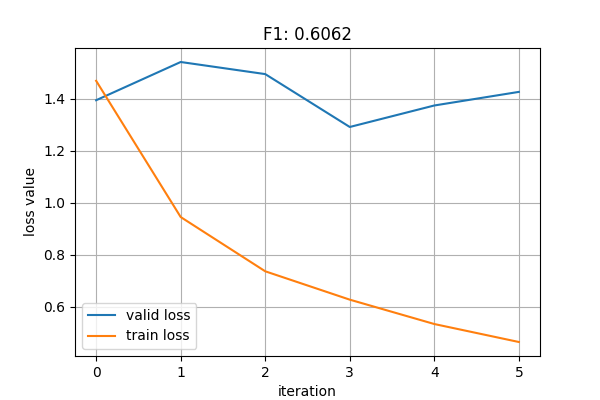 F1: 0.6062
loss value
1.4
1.2
1.0
0.8
0.6
valid loss
train loss
0 1 2 3 4 5
iteration